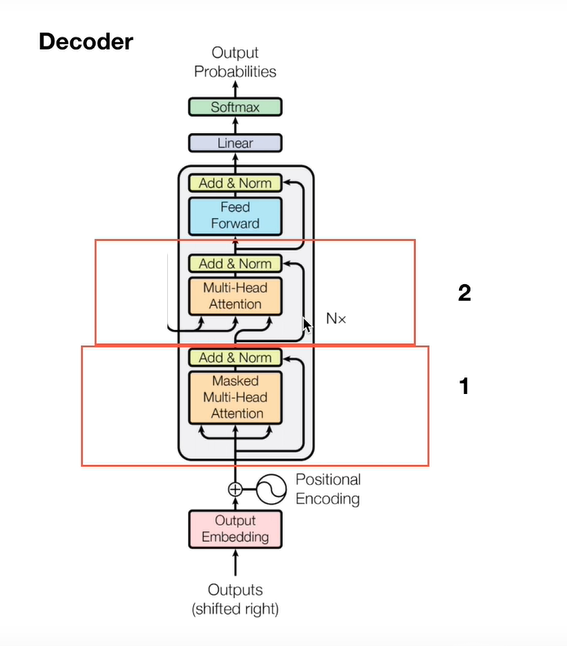 Decoder
Output
Probabilities
Softmax
Linear
Add & Norm
Feed
Forward
Add & Norm
Multi-Head
Attention
2
N×
Add & Norm
Masked
Multi-Head
Attention
1
Positional
Encoding
Output
Embedding
Outputs
(shifted right)